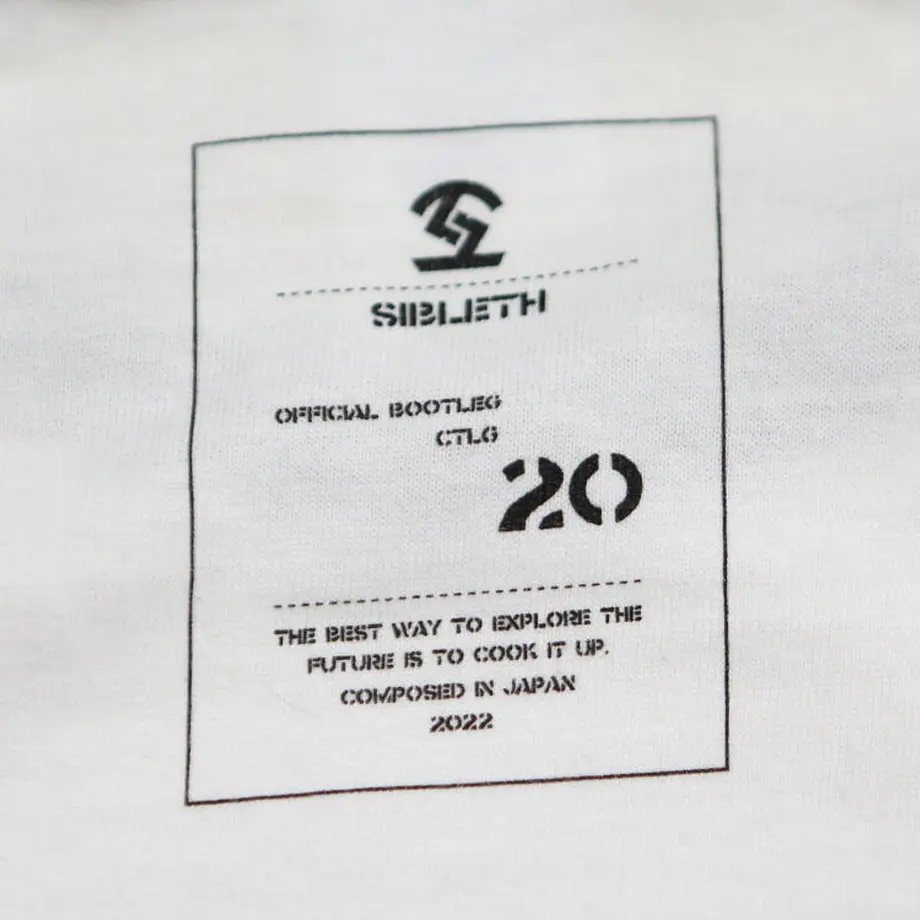 SIBLETH
OFFICIAL BOOTLEG
CTLG
20
THE BEST WAY TO EXPLORE THE
FUTURE IS TO COOK IT UP.
COMPOSED IN JAPAN
2022